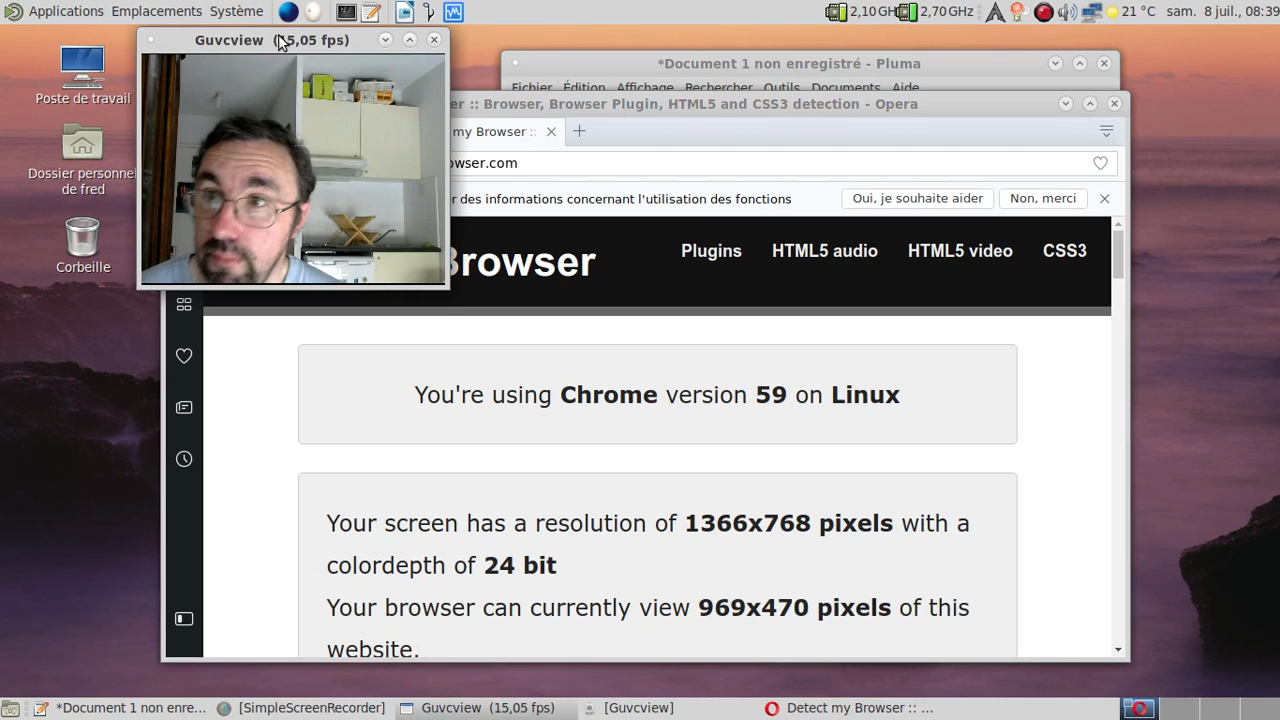 Applications Emplacements Système
2,10 GHz 2,70 GHz 21 °C sam. 8 juil., 08:39
Guvcview (15,05 fps)
Poste de travail
Dossier personnel
de fred
Corbeille
*Document 1 non enregistré - Pluma
Fichier Édition Affichage Rechercher Outils Documents Aide
er :: Browser, Browser Plugin, HTML5 and CSS3 detection - Opera
my Browser ::
owser.com
r des informations concernant l'utilisation des fonctions
Oui, je souhaite aider
Non, merci
Browser
Plugins HTML5 audio HTML5 video CSS3
You're using Chrome version 59 on Linux
Your screen has a resolution of 1366x768 pixels with a
colordepth of 24 bit
Your browser can currently view 969x470 pixels of this
website.
*Document 1 non enre... [SimpleScreenRecorder] Guvcview (15,05 fps) [Guvcview] Detect my Browser :: ...